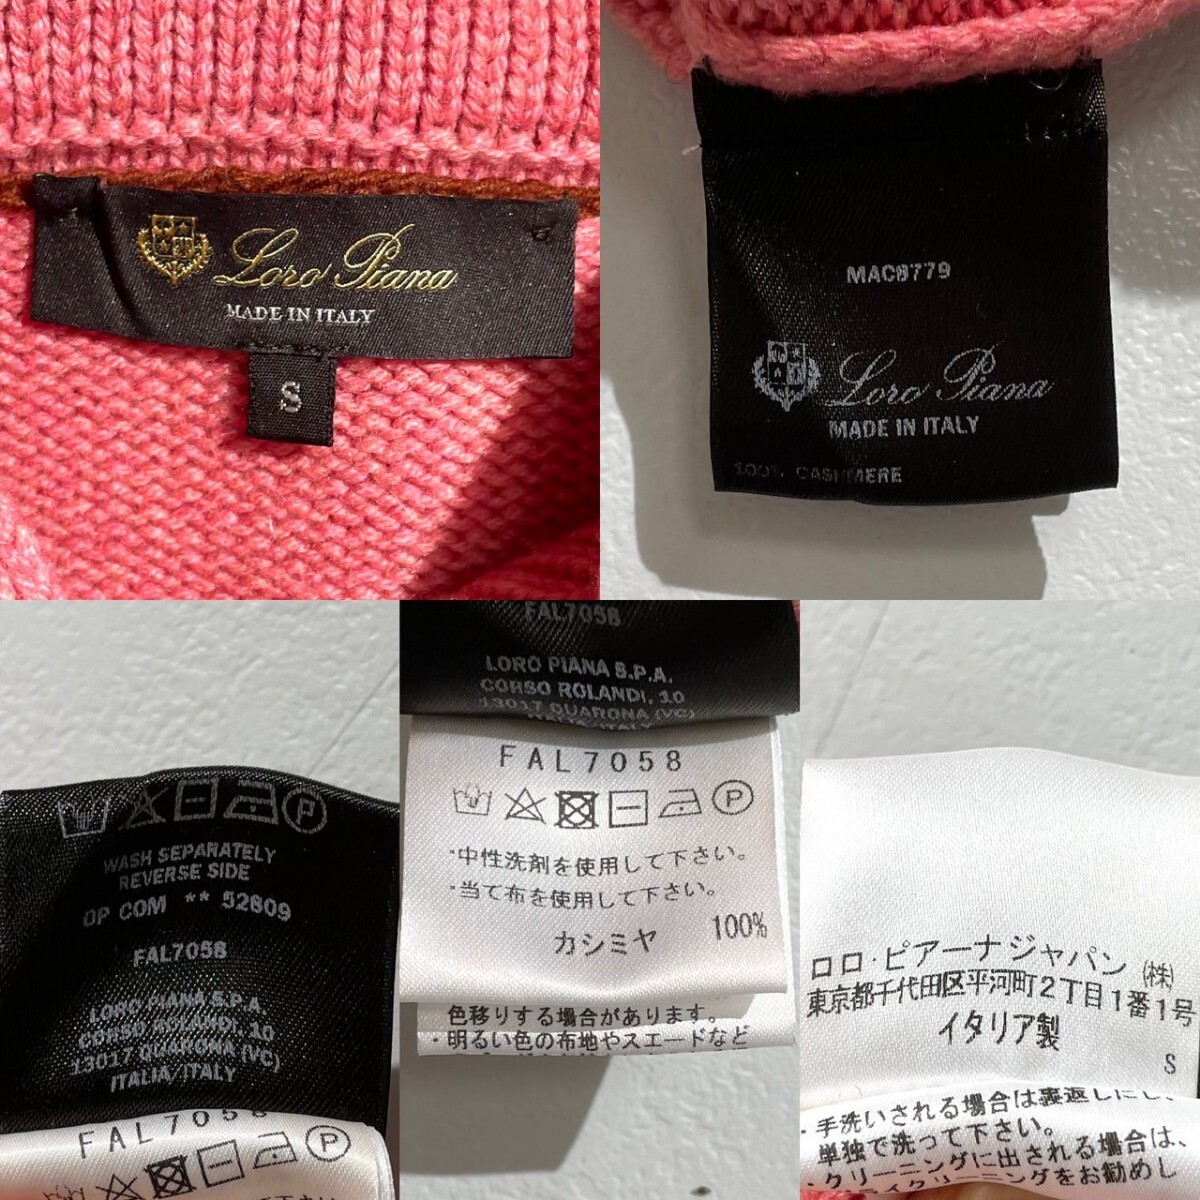 Loro Piana
MADE IN ITALY
S
MAC8779
Loro Piana
MADE IN ITALY
100% CASHMERE
WASH SEPARATELY
REVERSE SIDE
OP COM ** 52809
FAL7058
LORO PIANA S.P.A.
CORSO ROLANDI, 10
13017 QUARONA (VC)
ITALIA/ITALY
FAL7058
P
FAL7058
LORO PIANA S.P.A.
CORSO ROLANDI, 10
13017 QUARONA (VC)
FAL7058
P
・中性洗剤を使用して下さい。
・当て布を使用して下さい。
カシミヤ 100%
色移りする場合があります。
・明るい色の布地やスエードなど
ロロ・ピアーナジャパン(株)
東京都千代田区平河町2丁目1番1号
イタリア製
S
・手洗いされる場合は裏返しにし、
単独で洗って下さい。
・クリーニングに出される場合は、
ドライクリーニングをお勧めし